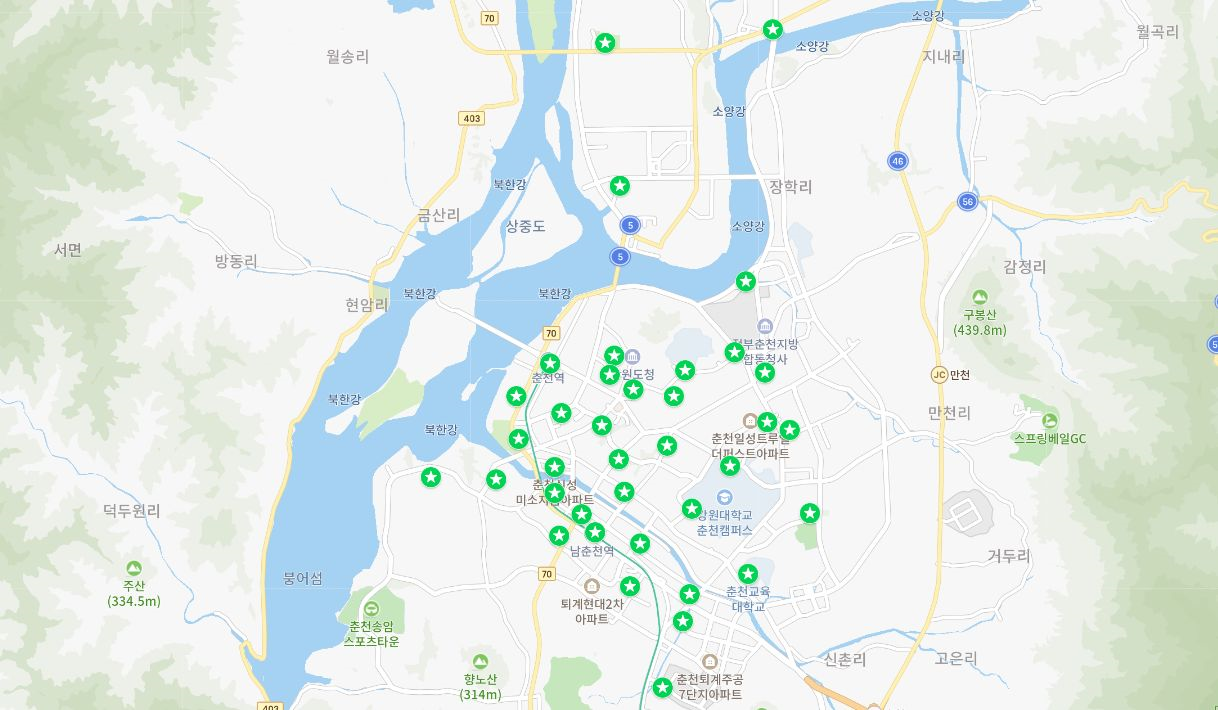 70
소양강
월곡리
월송리
소양강
지내리
403
소양강
46
북한강
장학리
56
금산리
상중도
5
소양강
서면
5
방동리
감정리
북한강
북한강
현암리
구봉산
(439.8m)
70
춘천지방
합동청사
원도청
춘천역
JC
만천
북한강
만천리
북한강
춘천일성트루엘
더퍼스트아파트
스프링베일GC
미소지움아파트
덕두원리
강원대학교
춘천캠퍼스
남춘천역
거두리
주산
(334.5m)
붕어섬
70
퇴계현대2차
아파트
춘천교육
대학교
춘천송암
스포츠타운
신촌리
고은리
향노산
(314m)
춘천퇴계주공
7단지아파트
403